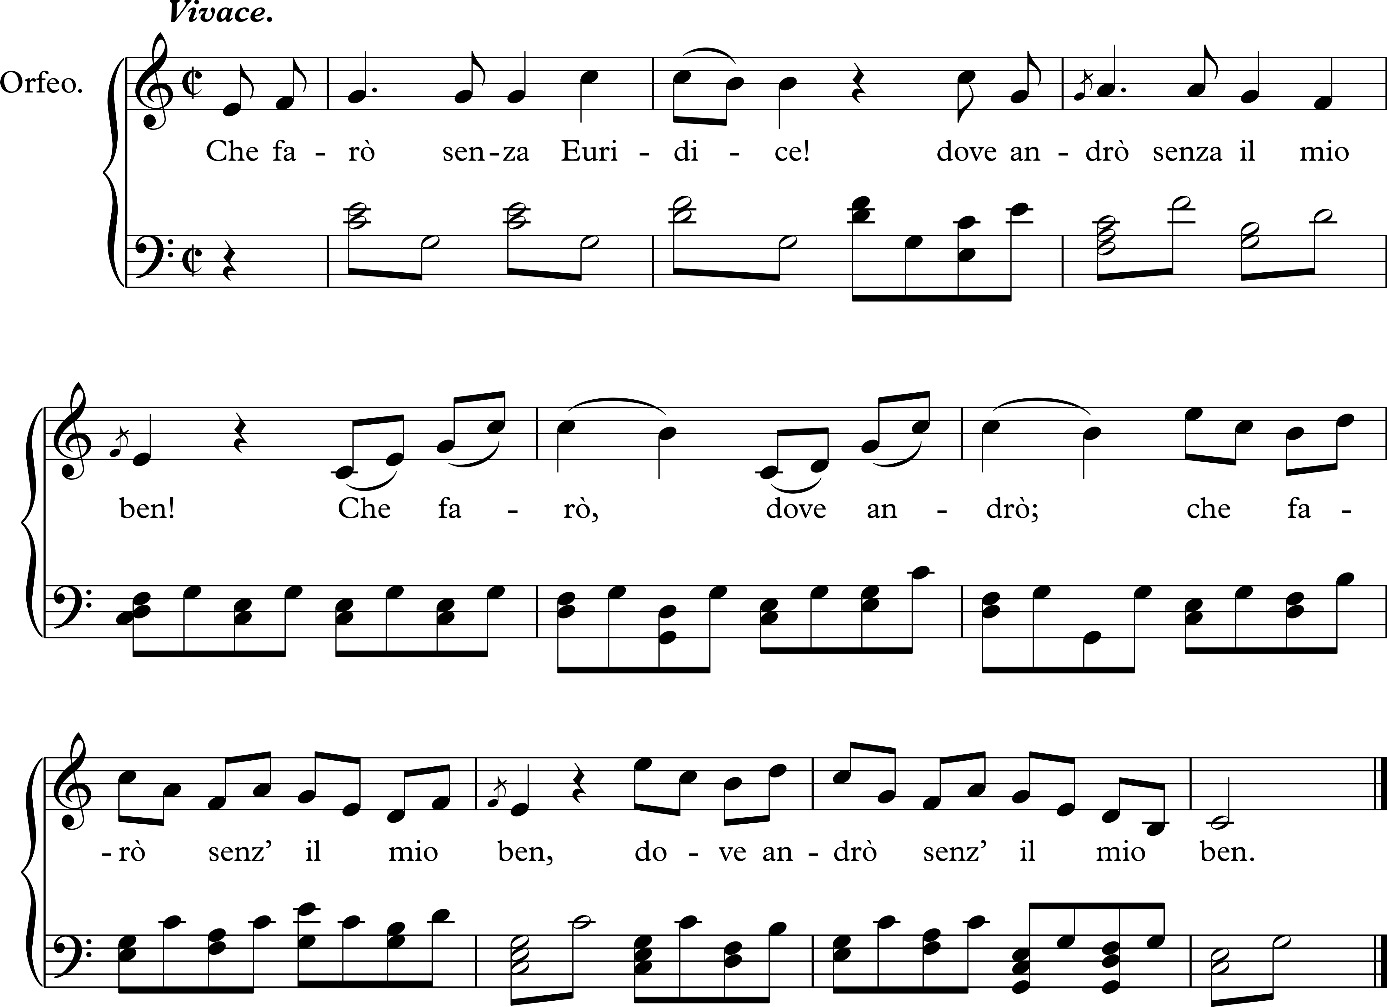 Vivace.
Orfeo.
Che fa - rò sen - za Euri - di - ce! dove an - drò senza il mio
ben! Che fa - rò, dove an - drò; che fa -
- rò senz’ il mio ben, do - ve an - drò senz’ il mio ben.